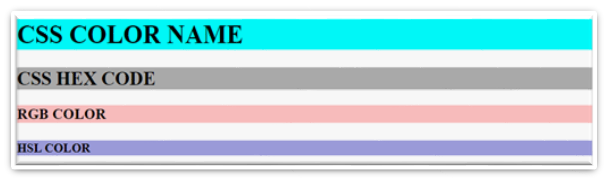 CSS COLOR NAME
CSS HEX CODE
RGB COLOR
HSL COLOR